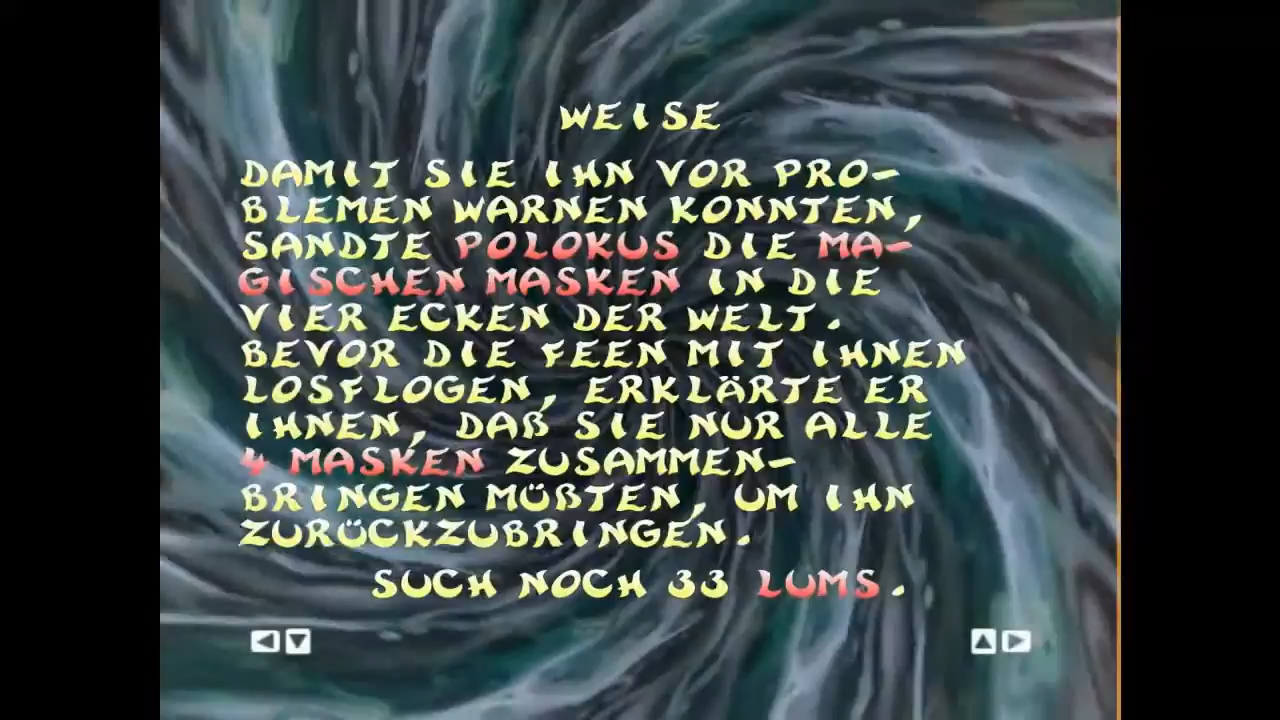 WEISE
DAMIT SIE IHN VOR PRO-
BLEMEN WARNEN KONNTEN,
SANDTE POLOKUS DIE MA-
GISCHEN MASKEN IN DIE
VIER ECKEN DER WELT.
BEVOR DIE FEEN MIT IHNEN
LOSFLOGEN, ERKLÄRTE ER
IHNEN, DAß SIE NUR ALLE
4 MASKEN ZUSAMMEN-
BRINGEN MÜßTEN, UM IHN
ZURÜCKZUBRINGEN.
SUCH NOCH 33 LUMS.